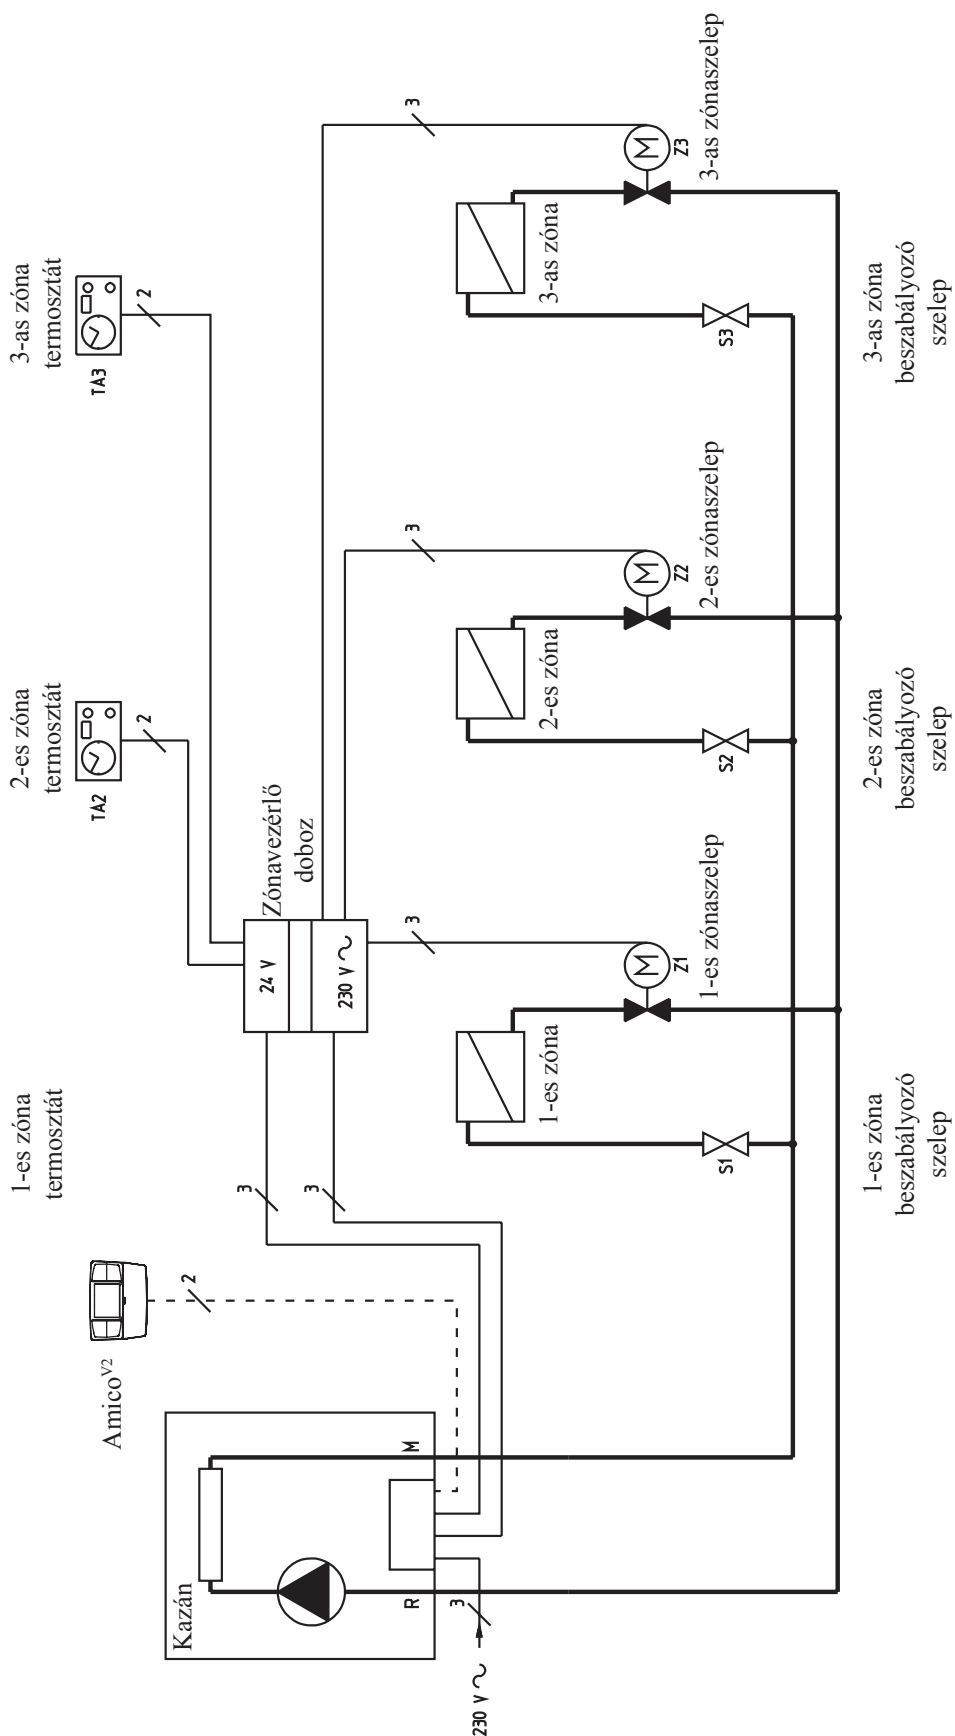 1-es zóna
termosztát
2-es zóna
termosztát
3-as zóna
termosztát
Amico V2
2
TA2
2
TA3
2
Kazán
R
M
230 V
3
3
3
24 V
230 V
Zónavezérlő
doboz
3
3
3
1-es zóna
2-es zóna
3-as zóna
S1
M
Z1
1-es zónaszelep
S2
M
Z2
2-es zónaszelep
S3
M
Z3
3-as zónaszelep
1-es zóna
beszabályozó
szelep
2-es zóna
beszabályozó
szelep
3-as zóna
beszabályozó
szelep